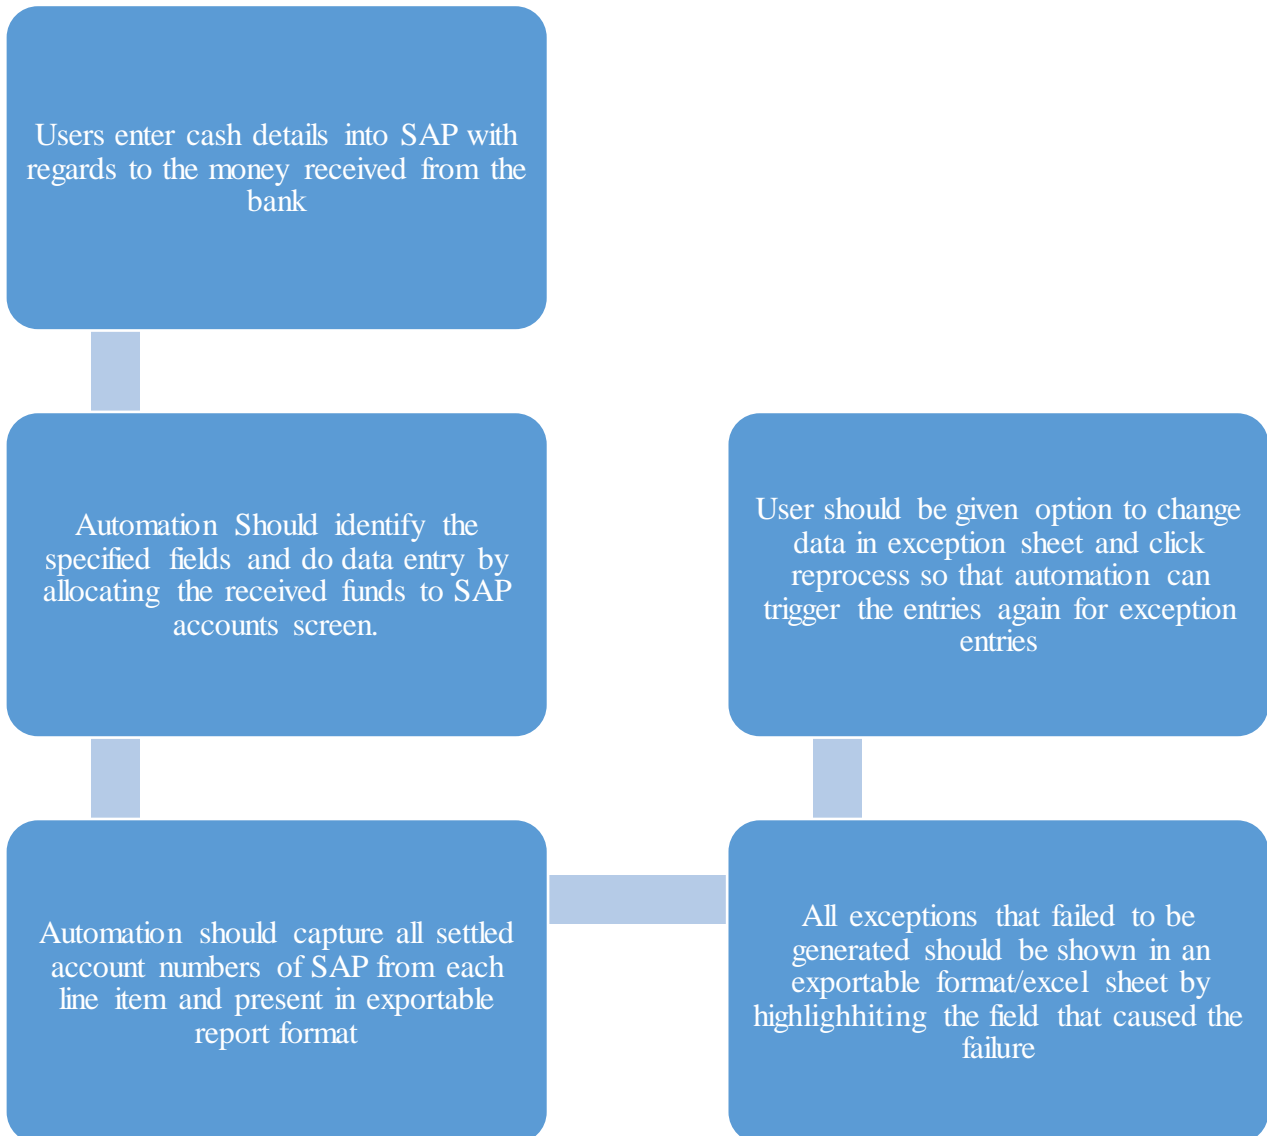 Users enter cash details into SAP with
regards to the money received from the
bank
Automation Should identify the
specified fields and do data entry by
allocating the received funds to SAP
accounts screen.
Automation should capture all settled
account numbers of SAP from each
line item and present in exportable
report format
All exceptions that failed to be
generated should be shown in an
exportable format/excel sheet by
highlighhiting the field that caused the
failure
User should be given option to change
data in exception sheet and click
reprocess so that automation can
trigger the entries again for exception
entries